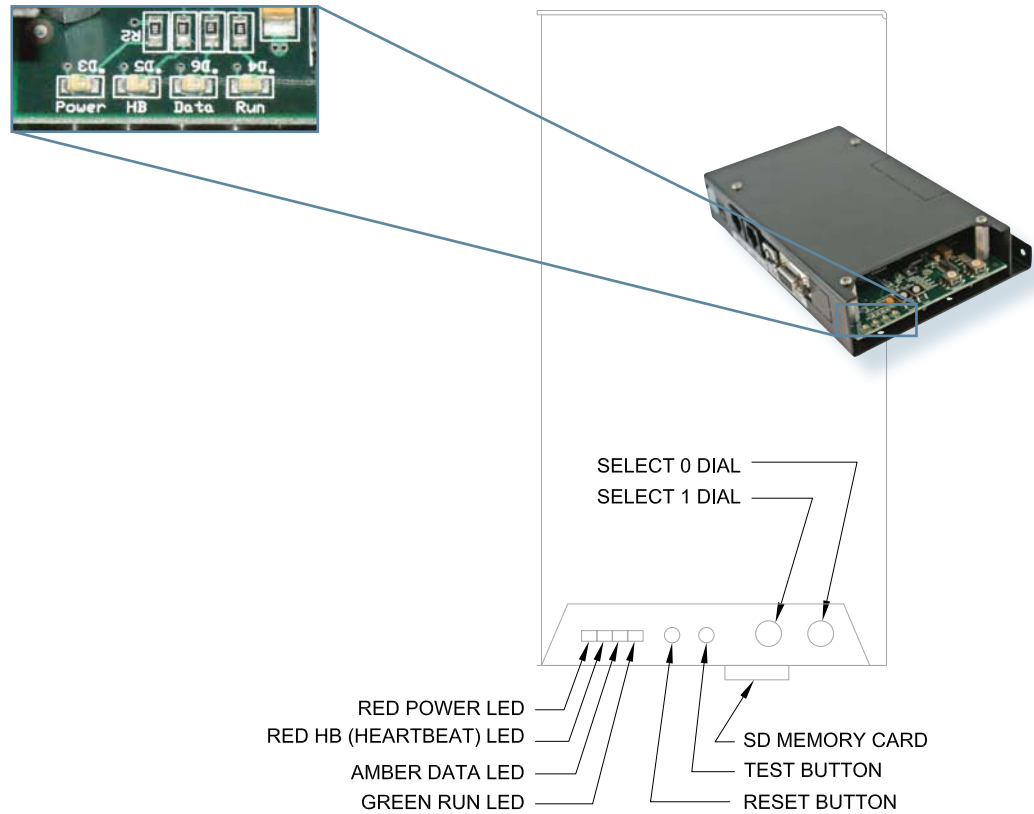 R2
D3 D5 D6 D4
Power HB Data Run
SELECT 0 DIAL
SELECT 1 DIAL
RED POWER LED
RED HB (HEARTBEAT) LED
AMBER DATA LED
GREEN RUN LED
SD MEMORY CARD
TEST BUTTON
RESET BUTTON